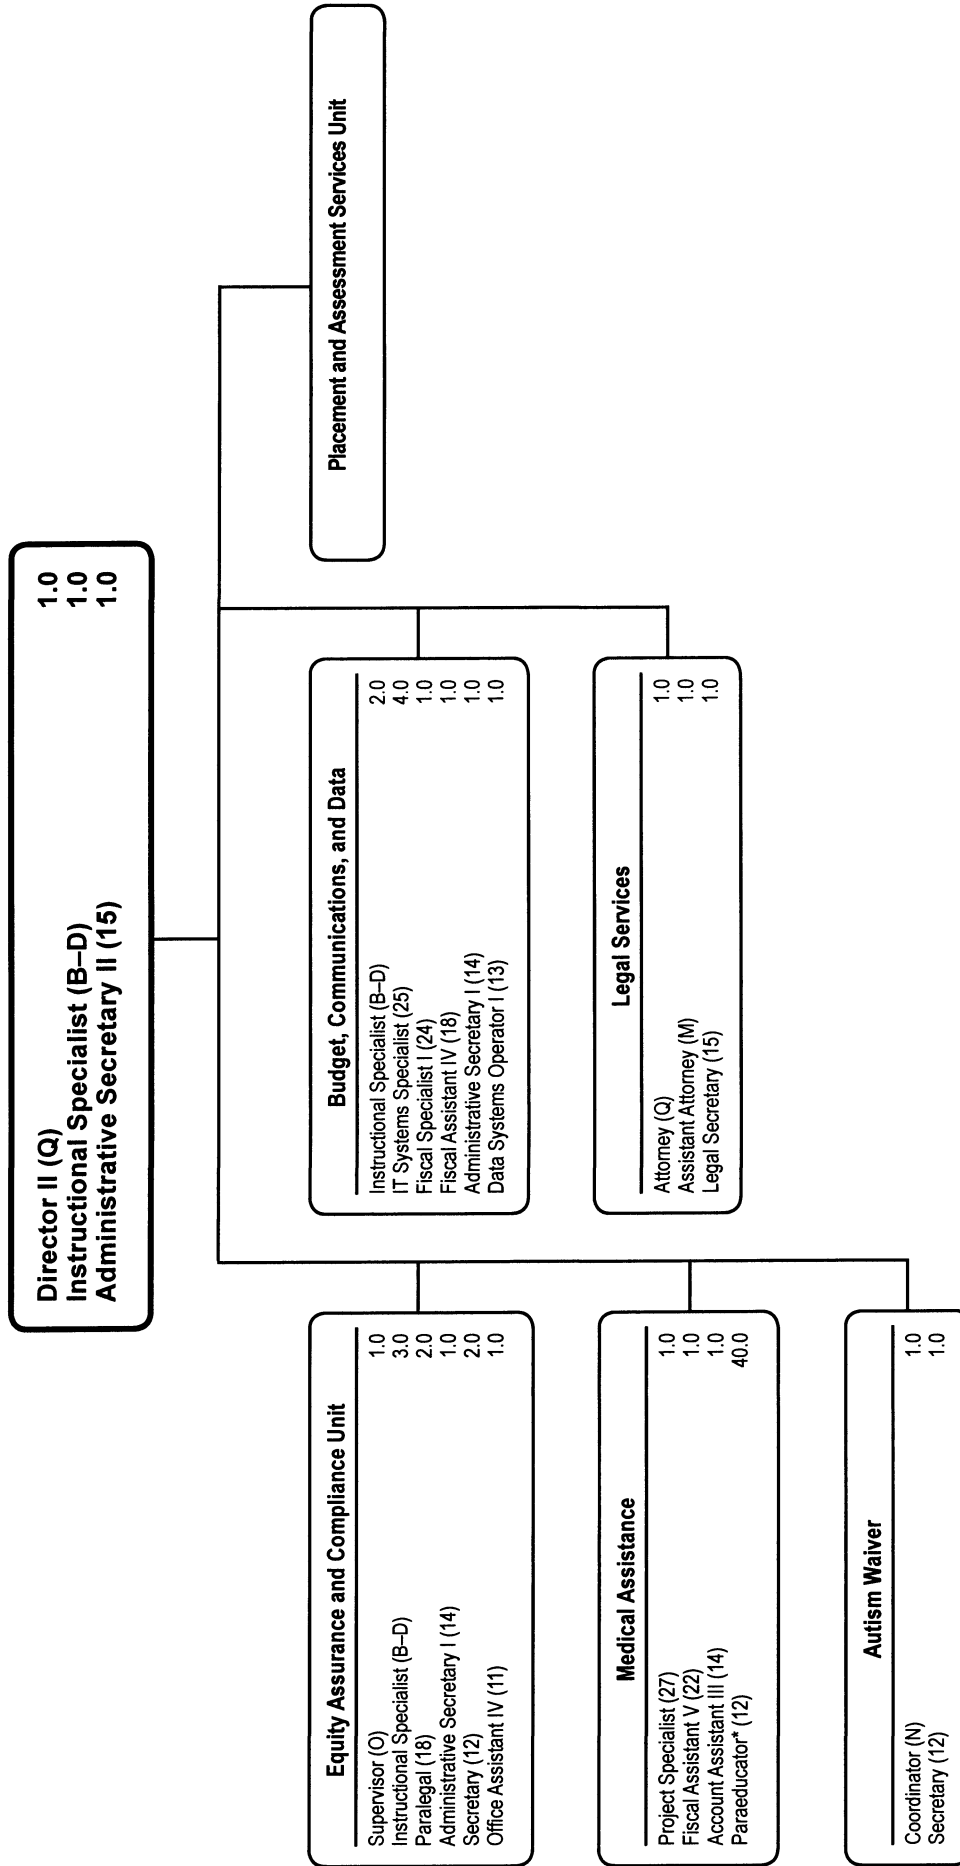 Director II (Q) 1.0
Instructional Specialist (B–D) 1.0
Administrative Secretary II (15) 1.0
Equity Assurance and Compliance Unit
Supervisor (O) 1.0
Instructional Specialist (B–D) 3.0
Paralegal (18) 2.0
Administrative Secretary I (14) 1.0
Secretary (12) 2.0
Office Assistant IV (11) 1.0
Medical Assistance
Project Specialist (27) 1.0
Fiscal Assistant V (22) 1.0
Account Assistant III (14) 1.0
Paraeducator* (12) 40.0
Autism Waiver
Coordinator (N) 1.0
Secretary (12) 1.0
Budget, Communications, and Data
Instructional Specialist (B–D) 2.0
IT Systems Specialist (25) 4.0
Fiscal Specialist I (24) 1.0
Fiscal Assistant IV (18) 1.0
Administrative Secretary I (14) 1.0
Data Systems Operator I (13) 1.0
Legal Services
Attorney (Q) 1.0
Assistant Attorney (M) 1.0
Legal Secretary (15) 1.0
Placement and Assessment Services Unit